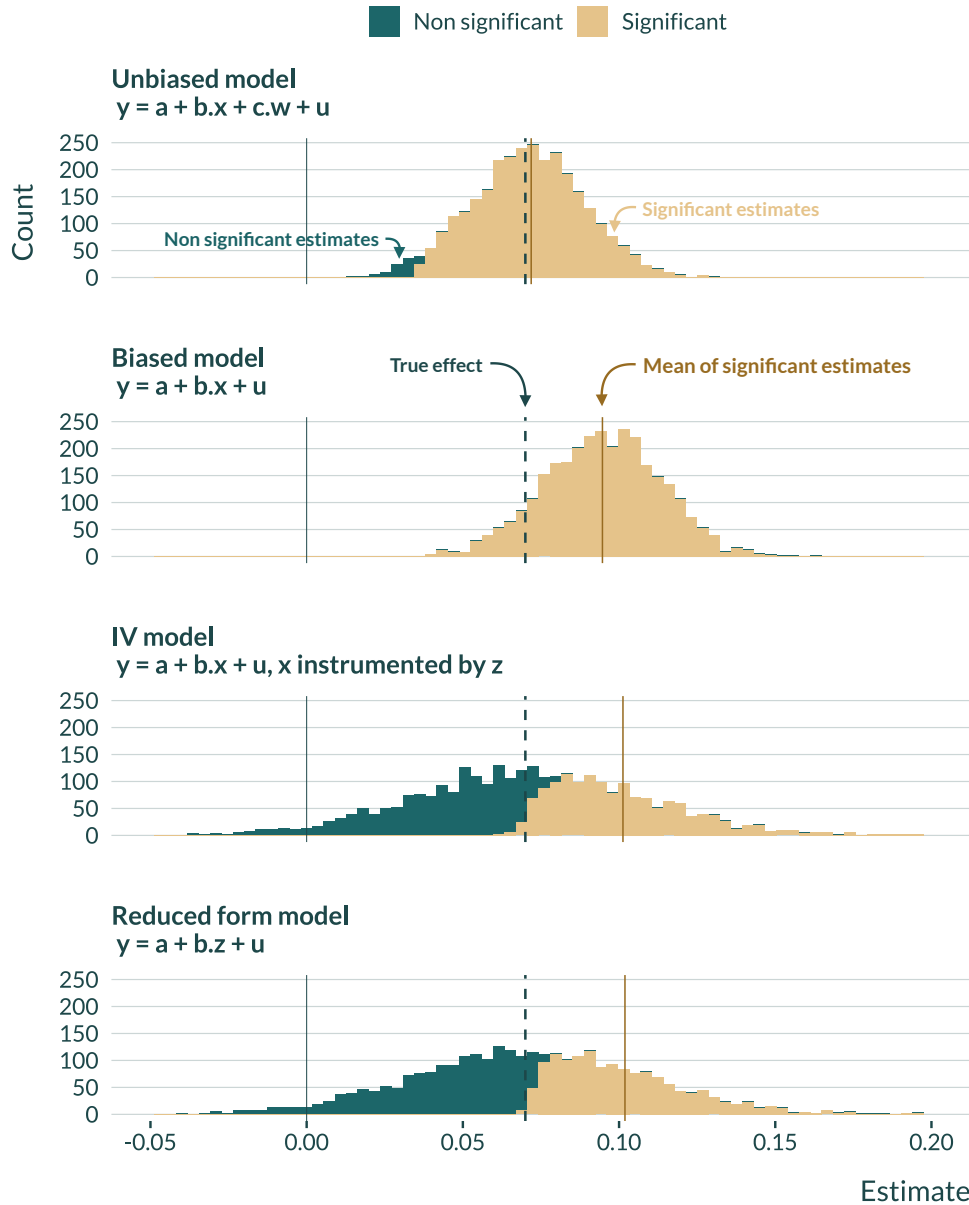 Non significant Significant
Unbiased model
y = a + b.x + c.w + u
250
200
150
100
50
0
Count
Non significant estimates
Significant estimates
Biased model
y = a + b.x + u
True effect
Mean of significant estimates
250
200
150
100
50
0
IV model
y = a + b.x + u, x instrumented by z
250
200
150
100
50
0
Reduced form model
y = a + b.z + u
250
200
150
100
50
0
-0.05 0.00 0.05 0.10 0.15 0.20
Estimate